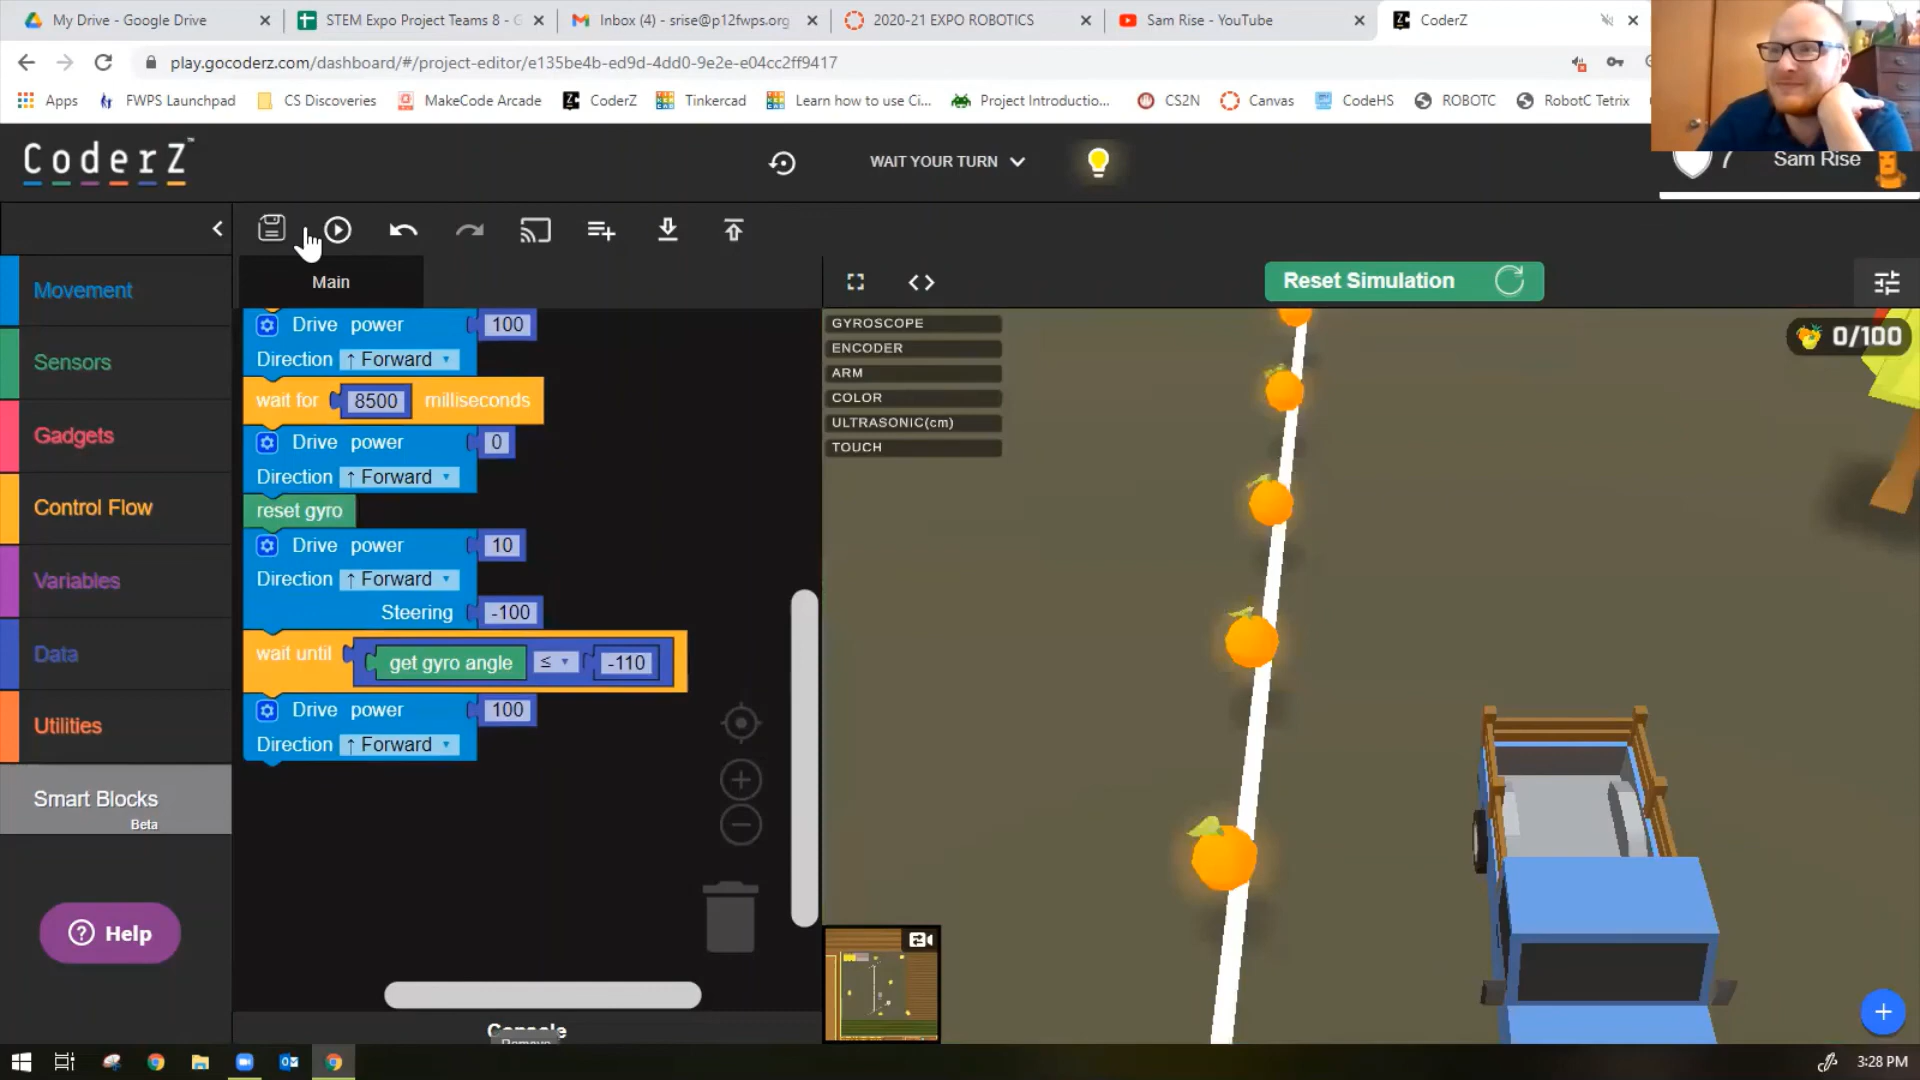 My Drive - Google Drive
STEM Expo Project Teams 8 - G
Inbox (4) - srise@p12fwps.org
2020-21 EXPO ROBOTICS
Sam Rise - YouTube
CoderZ
play.gocoderz.com/dashboard/#/project-editor/e135be4b-ed9d-4dd0-9e2e-e04cc2ff9417
Apps
FWPS Launchpad
CS Discoveries
MakeCode Arcade
CoderZ
Tinkercad
Learn how to use Ci...
Project Introductio...
CS2N
Canvas
CodeHS
ROBOTC
RobotC Tetrix
CoderZ™
WAIT YOUR TURN
7
Sam Rise
Main
Reset Simulation
Movement
Sensors
Gadgets
Control Flow
Variables
Data
Utilities
Smart Blocks
Beta
Help
Drive power 100
Direction ↑ Forward
wait for 8500 milliseconds
Drive power 0
Direction ↑ Forward
reset gyro
Drive power 10
Direction ↑ Forward
Steering -100
wait until get gyro angle ≤ -110
Drive power 100
Direction ↑ Forward
Console
GYROSCOPE
ENCODER
ARM
COLOR
ULTRASONIC(cm)
TOUCH
0/100
3:28 PM